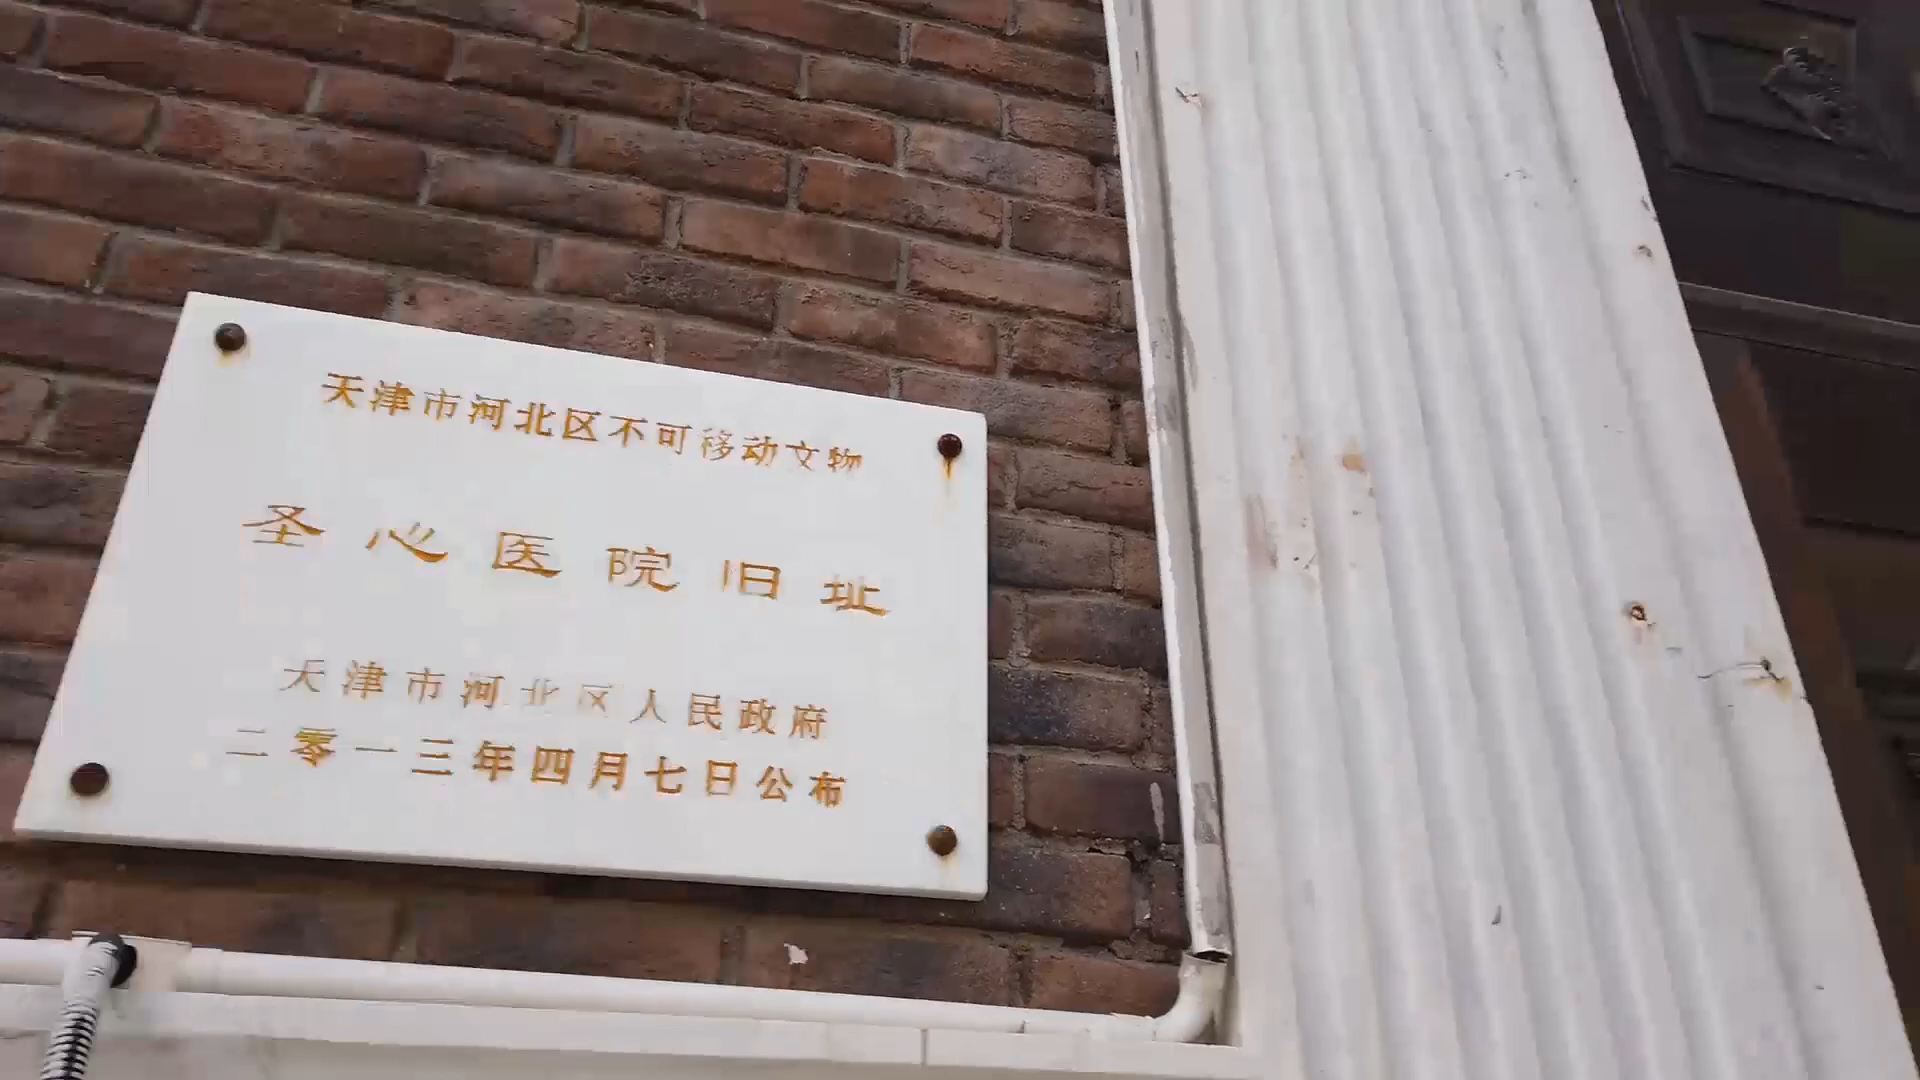 天津市河北区不可移动文物
圣心医院旧址
天津市河北区人民政府
二零一三年四月七日公布